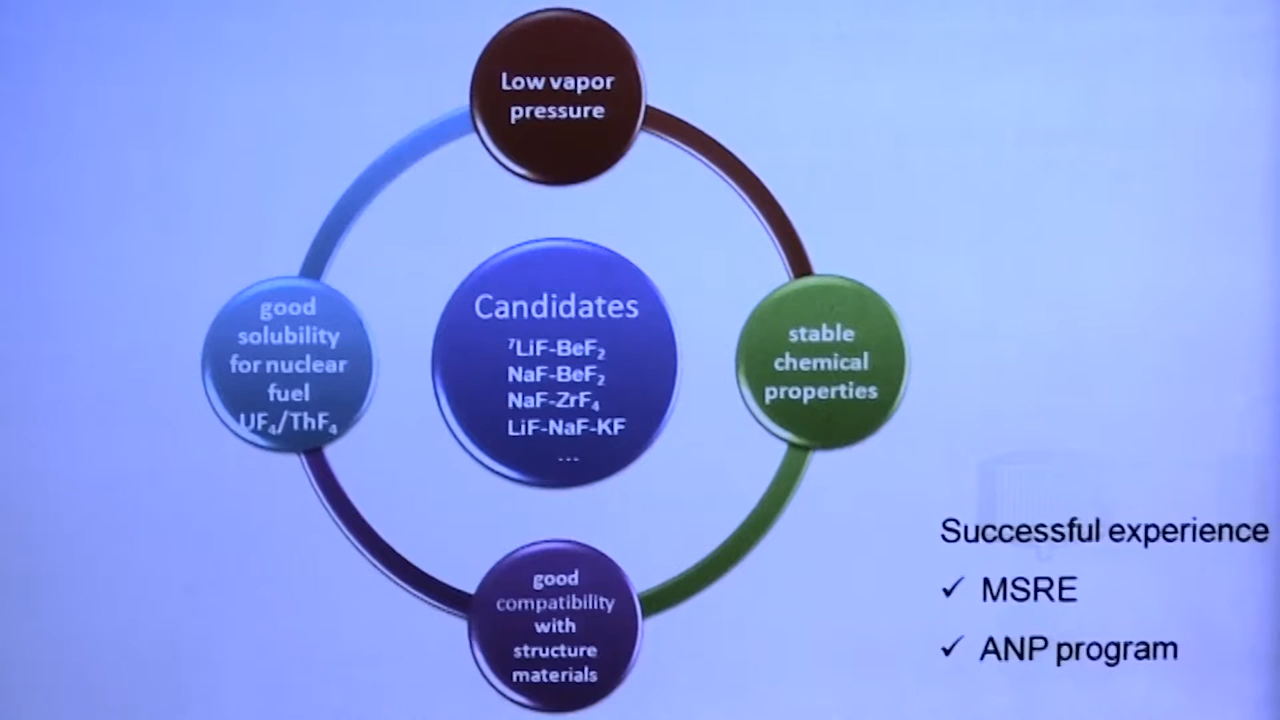 Low vapor
pressure
good
solubility
for nuclear
fuel
UF₄/ThF₄
Candidates
⁷LiF-BeF₂
NaF-BeF₂
NaF-ZrF₄
LiF-NaF-KF
...
stable
chemical
properties
good
compatibility
with
structure
materials
Successful experience
✓ MSRE
✓ ANP program